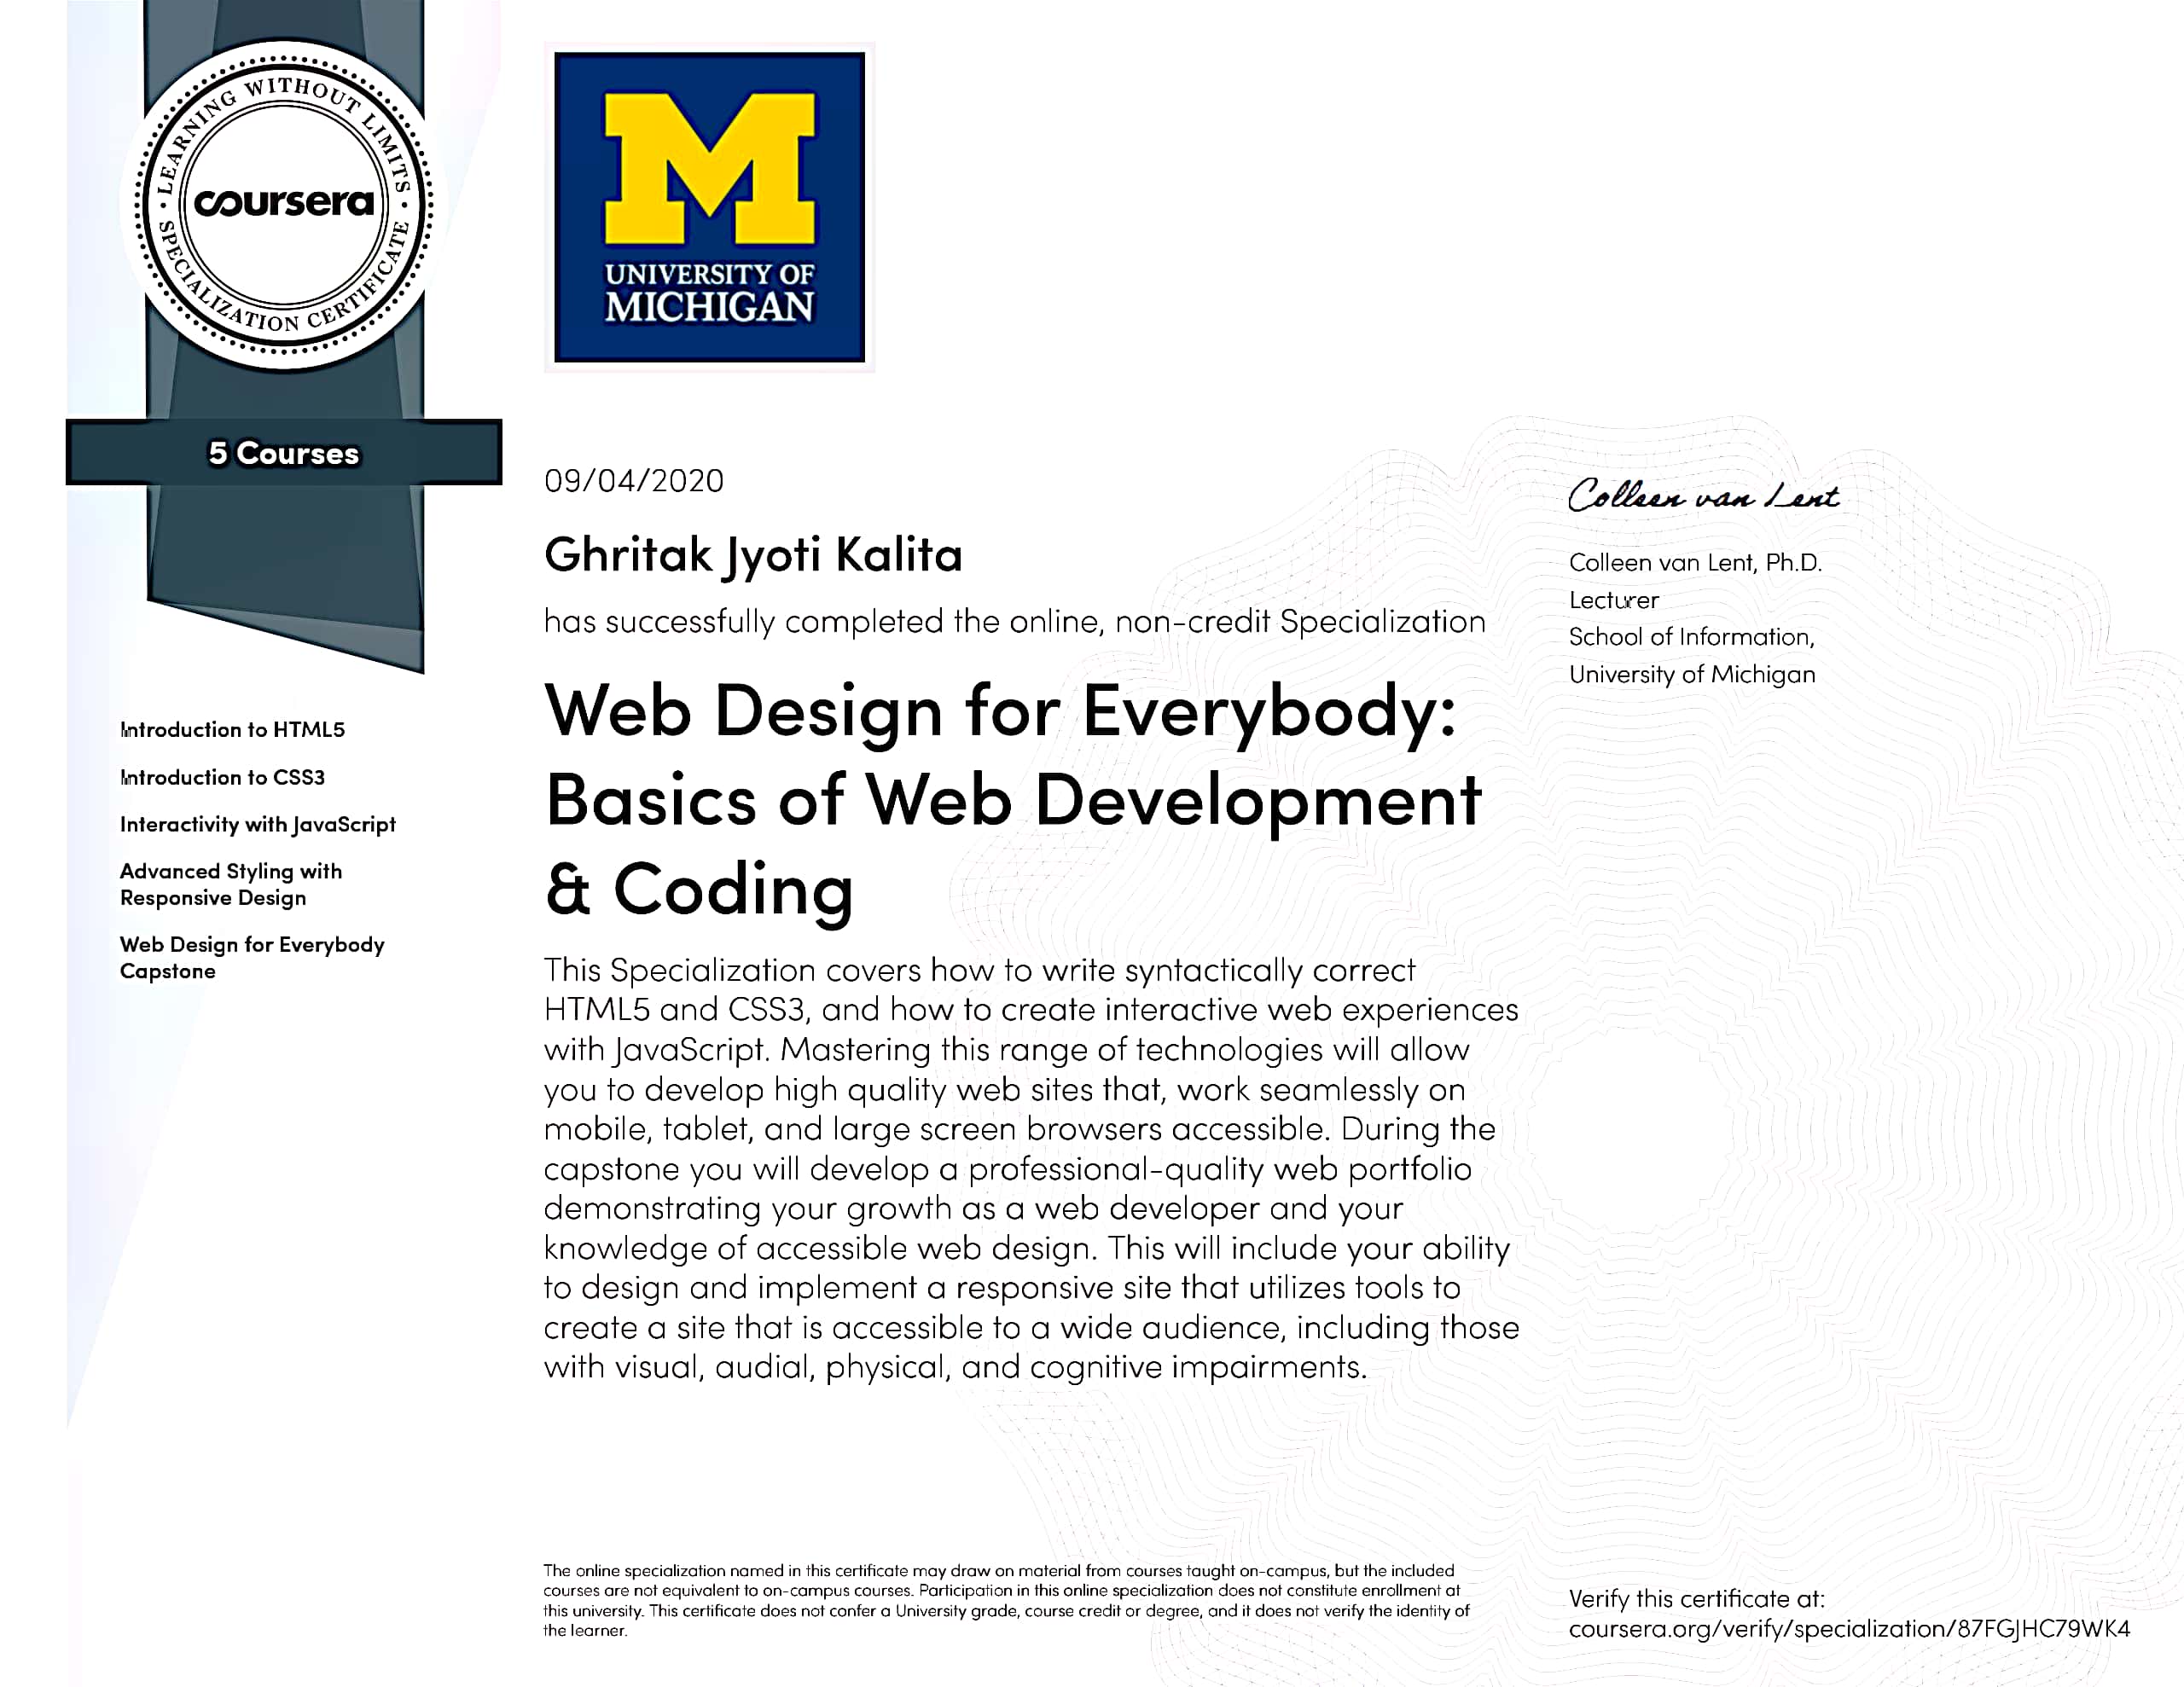 LEARNING WITHOUT LIMITS
coursera
SPECIALIZATION CERTIFICATE
5 Courses
Introduction to HTML5
Introduction to CSS3
Interactivity with JavaScript
Advanced Styling with
Responsive Design
Web Design for Everybody
Capstone
M
UNIVERSITY OF
MICHIGAN
09/04/2020
Ghritak Jyoti Kalita
has successfully completed the online, non-credit Specialization
Web Design for Everybody:
Basics of Web Development
& Coding
This Specialization covers how to write syntactically correct
HTML5 and CSS3, and how to create interactive web experiences
with JavaScript. Mastering this range of technologies will allow
you to develop high quality web sites that, work seamlessly on
mobile, tablet, and large screen browsers accessible. During the
capstone you will develop a professional-quality web portfolio
demonstrating your growth as a web developer and your
knowledge of accessible web design. This will include your ability
to design and implement a responsive site that utilizes tools to
create a site that is accessible to a wide audience, including those
with visual, audial, physical, and cognitive impairments.
Colleen van Lent
Colleen van Lent, Ph.D.
Lecturer
School of Information,
University of Michigan
The online specialization named in this certificate may draw on material from courses taught on-campus, but the included
courses are not equivalent to on-campus courses. Participation in this online specialization does not constitute enrollment at
this university. This certificate does not confer a University grade, course credit or degree, and it does not verify the identity of
the learner.
Verify this certificate at:
coursera.org/verify/specialization/87FGJHC79WK4